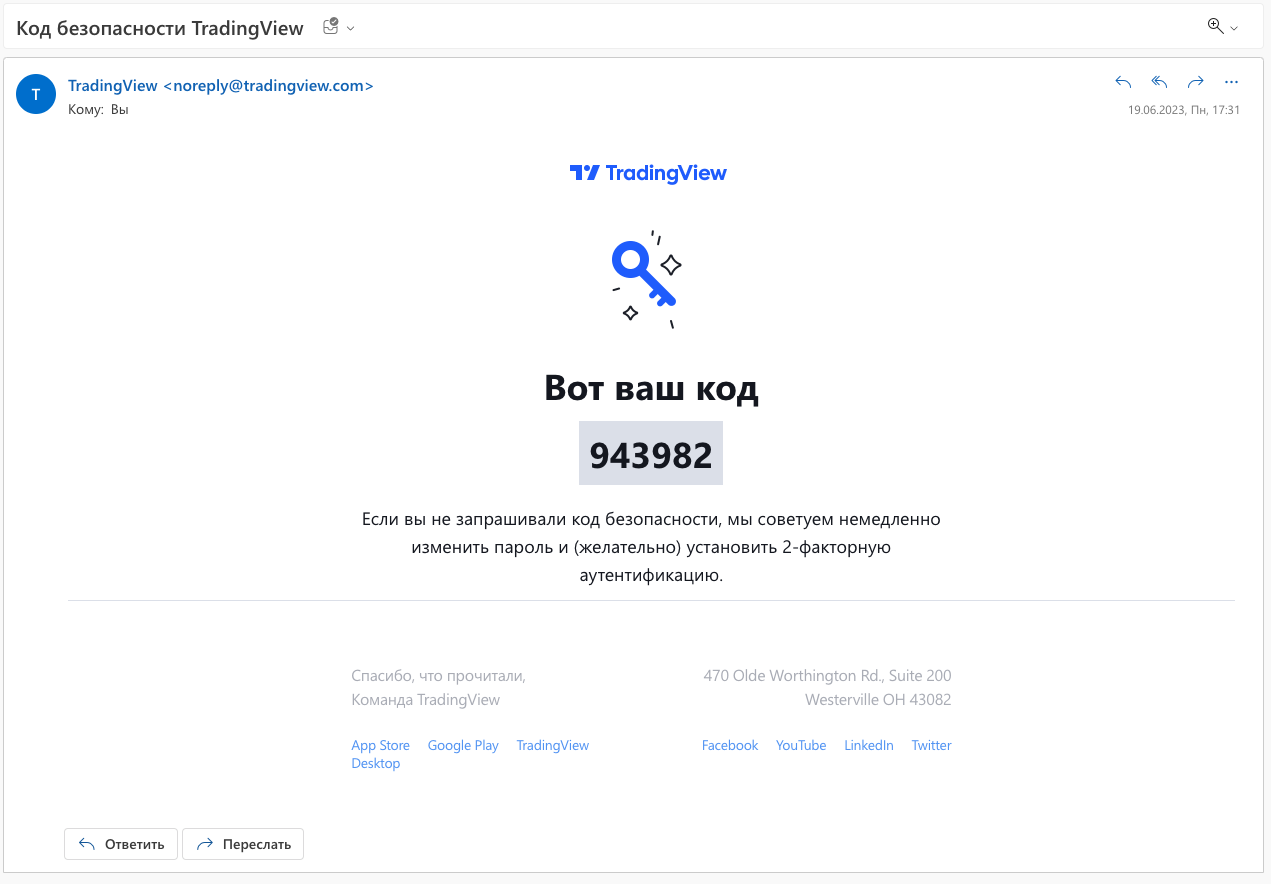 Код безопасности TradingView
T
TradingView <noreply@tradingview.com>
Кому: Вы
19.06.2023, Пн, 17:31
TradingView
Вот ваш код
943982
Если вы не запрашивали код безопасности, мы советуем немедленно
изменить пароль и (желательно) установить 2-факторную
аутентификацию.
Спасибо, что прочитали,
Команда TradingView
470 Olde Worthington Rd., Suite 200
Westerville OH 43082
App Store Google Play TradingView
Desktop
Facebook YouTube LinkedIn Twitter
Ответить Переслать